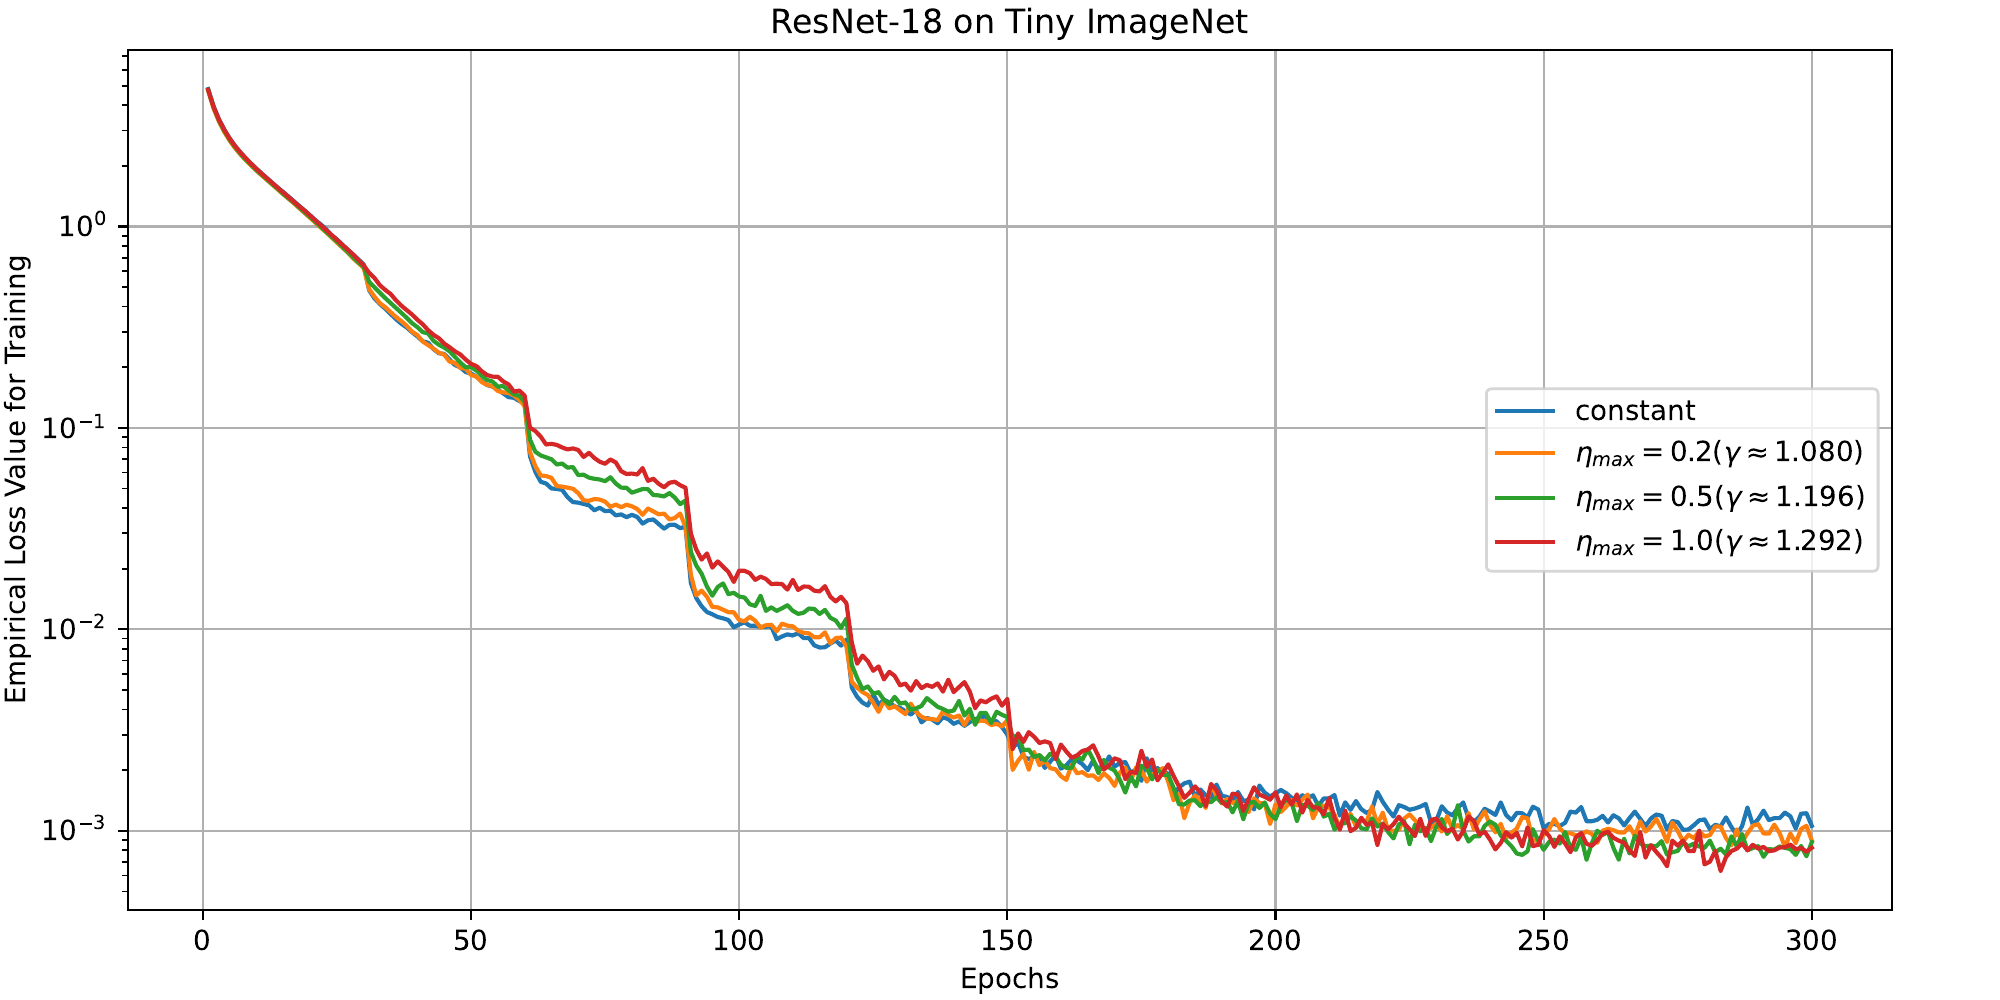 ResNet-18 on Tiny ImageNet
Empirical Loss Value for Training
10⁰
10⁻¹
10⁻²
10⁻³
constant
η_max = 0.2(γ ≈ 1.080)
η_max = 0.5(γ ≈ 1.196)
η_max = 1.0(γ ≈ 1.292)
0 50 100 150 200 250 300
Epochs